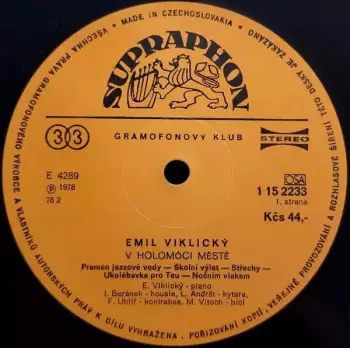 MADE IN CZECHOSLOVAKIA • VŠECHNA PRÁVA GRAMOFONOVÉHO VÝROBCE A VLASTNÍKŮ AUTORSKÝCH PRÁV K DÍLU VYHRAŽENA. POŘIZOVÁNÍ KOPIÍ, VEŘEJNÉ PROVOZOVÁNÍ A ROZHLASOVÉ ŠÍŘENÍ TÉTO DESKY JE ZAKÁZÁNO
SUPRAPHON
33
GRAMOFONOVÝ KLUB
STEREO
E 4289
Ⓟ 1978
78 2
OSA
1 15 2233
1. strana
Kčs 44,-
EMIL VIKLICKÝ
V HOLOMÓCI MĚSTĚ
Pramen jazzové vody — Školní výlet — Střechy —
Ukolébavka pro Teu — Nočním vlakem
E. Viklický - piano
J. Beránek - housle, L. Andršt - kytara,
F. Uhlíř - kontrabas, M. Vitoch - bicí